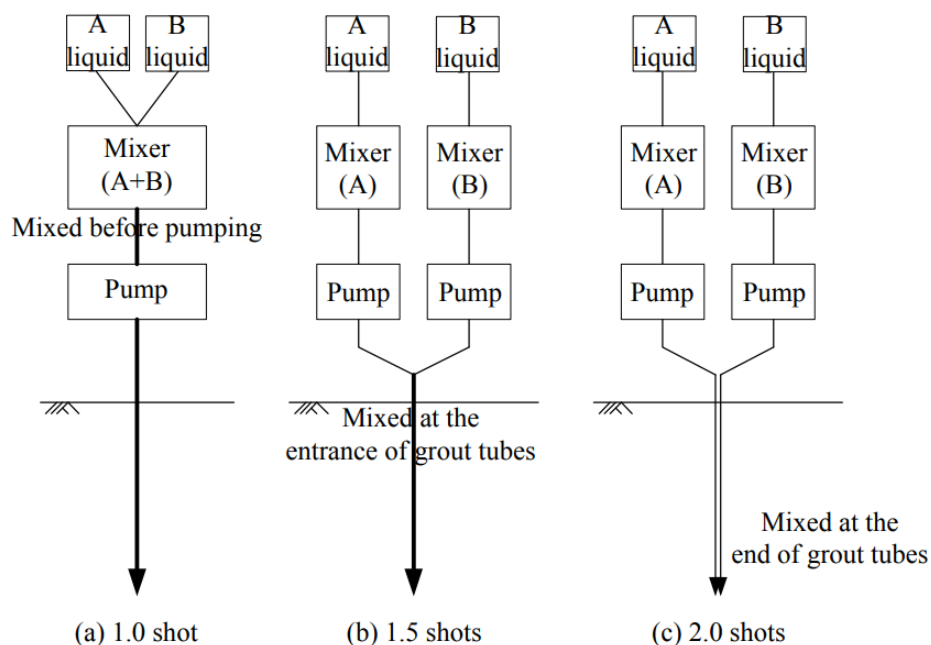 A
liquid
B
liquid
Mixer
(A+B)
Mixed before pumping
Pump
(a) 1.0 shot
A
liquid
B
liquid
Mixer
(A)
Mixer
(B)
Pump
Pump
Mixed at the
entrance of grout tubes
(b) 1.5 shots
A
liquid
B
liquid
Mixer
(A)
Mixer
(B)
Pump
Pump
Mixed at the
end of grout tubes
(c) 2.0 shots